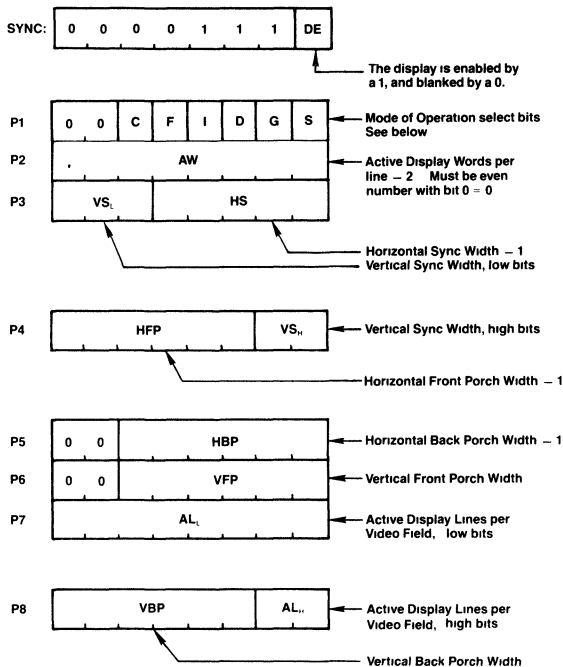 SYNC: 0 0 0 0 1 1 1 DE
The display is enabled by
a 1, and blanked by a 0.
P1 0 0 C F I D G S Mode of Operation select bits
See below
P2 AW Active Display Words per
line – 2 Must be even
number with bit 0 = 0
P3 VSL HS
Horizontal Sync Width – 1
Vertical Sync Width, low bits
P4 HFP VSH Vertical Sync Width, high bits
Horizontal Front Porch Width – 1
P5 0 0 HBP Horizontal Back Porch Width – 1
P6 0 0 VFP Vertical Front Porch Width
P7 ALL Active Display Lines per
Video Field, low bits
P8 VBP ALH Active Display Lines per
Video Field, high bits
Vertical Back Porch Width